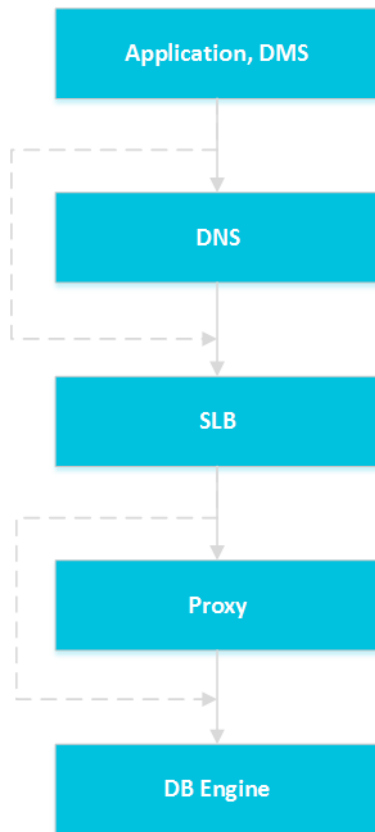 Application, DMS
DNS
SLB
Proxy
DB Engine